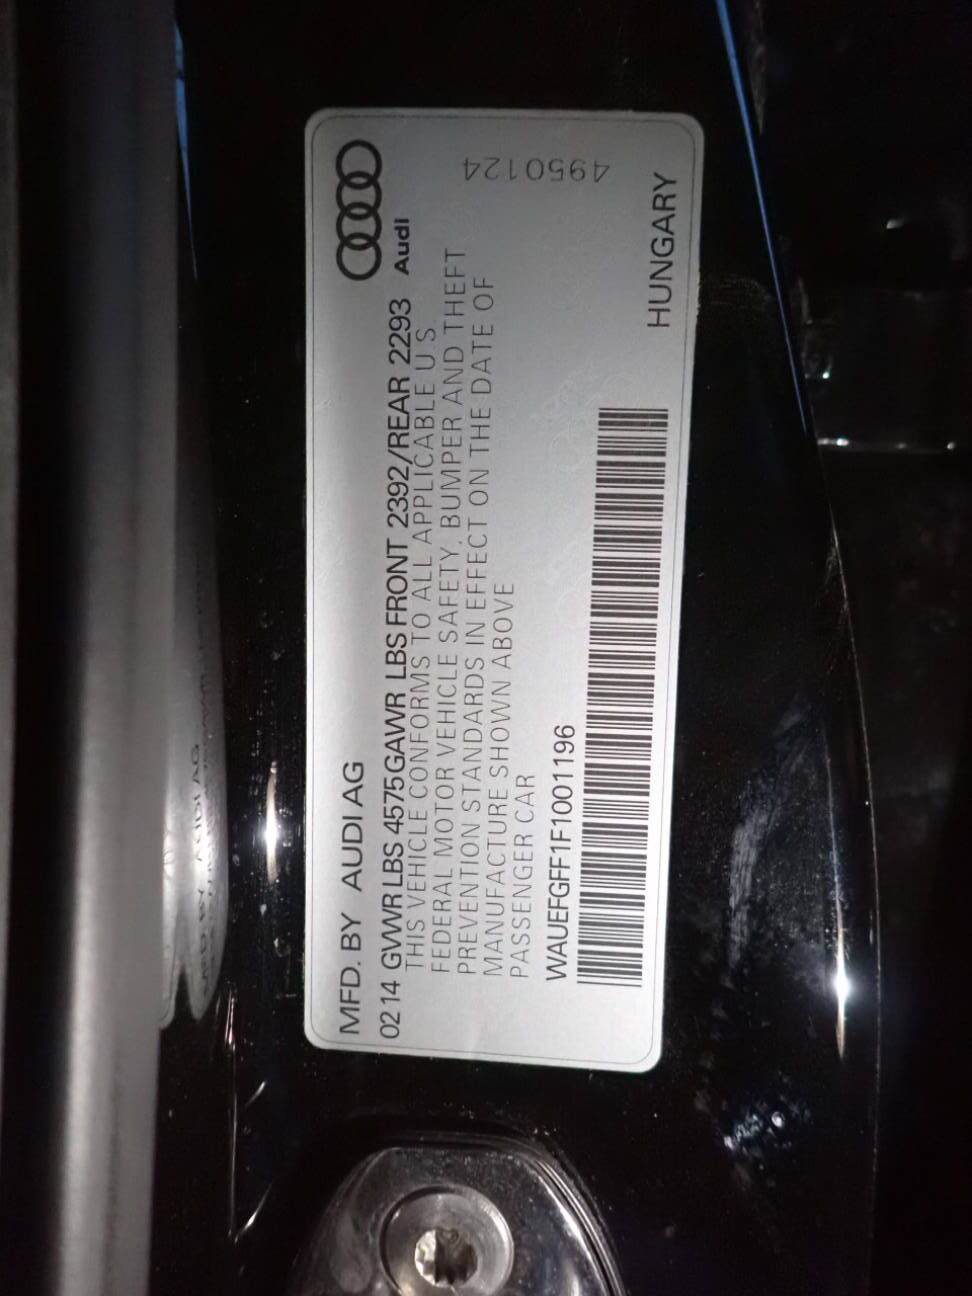 MFD. BY AUDI AG
Audi
02 14 GVWR LBS 4575 GAWR LBS FRONT 2392/REAR 2293
THIS VEHICLE CONFORMS TO ALL APPLICABLE U.S.
FEDERAL MOTOR VEHICLE SAFETY, BUMPER AND THEFT
PREVENTION STANDARDS IN EFFECT ON THE DATE OF
MANUFACTURE SHOWN ABOVE
PASSENGER CAR
4950124
WAUEFGFF1F1001196
HUNGARY